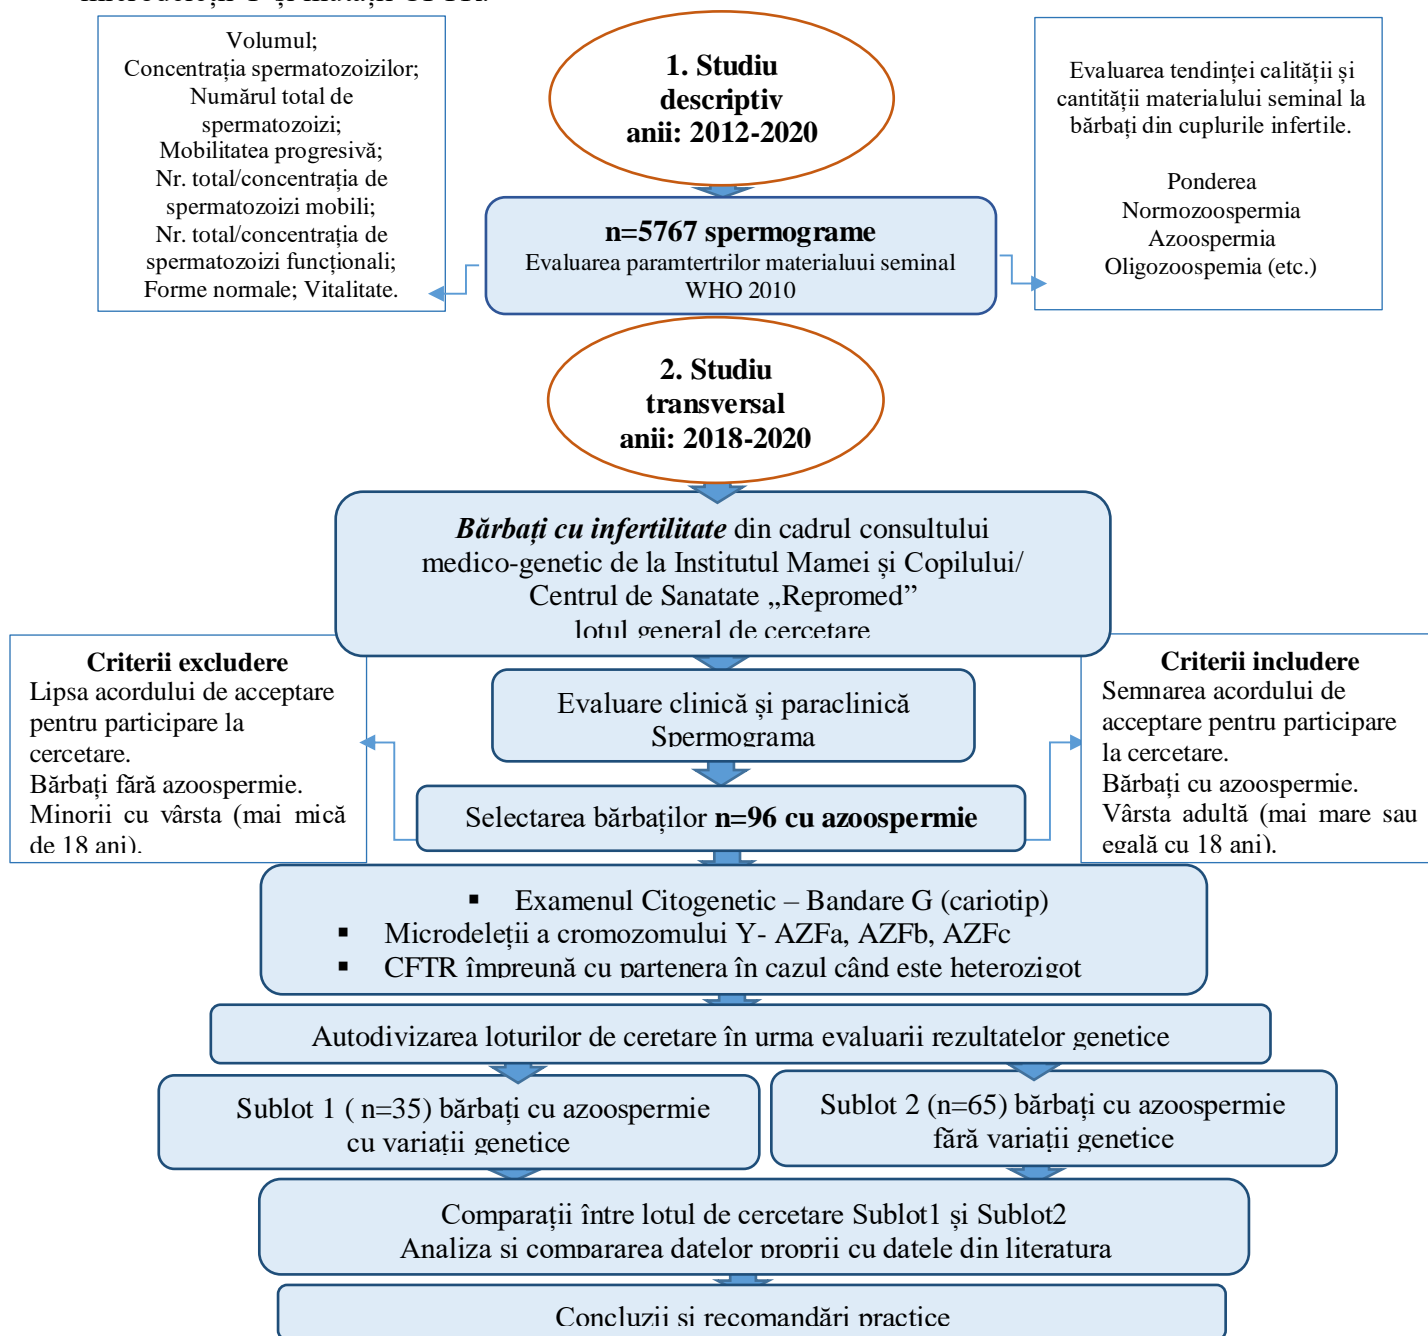 microdeleții Y și mutații CFTR.
Volumul;
Concentrația spermatozoizilor;
Numărul total de
spermatozoizi;
Mobilitatea progresivă;
Nr. total/concentrația de
spermatozoizi mobili;
Nr. total/concentrația de
spermatozoizi funcționali;
Forme normale; Vitalitate.
1. Studiu
descriptiv
anii: 2012-2020
Evaluarea tendinței calității și
cantității materialului seminal la
bărbați din cuplurile infertile.
Ponderea
Normozoospermia
Azoospermia
Oligozoospemia (etc.)
n=5767 spermograme
Evaluarea paramtertrilor materialuui seminal
WHO 2010
2. Studiu
transversal
anii: 2018-2020
Bărbați cu infertilitate din cadrul consultului
medico-genetic de la Institutul Mamei și Copilului/
Centrul de Sanatate „Repromed”
lotul general de cercetare
Criterii excludere
Lipsa acordului de acceptare
pentru participare la
cercetare.
Bărbați fără azoospermie.
Minorii cu vârsta (mai mică
de 18 ani).
Evaluare clinică și paraclinică
Spermograma
Criterii includere
Semnarea acordului de
acceptare pentru participare
la cercetare.
Bărbați cu azoospermie.
Vârsta adultă (mai mare sau
egală cu 18 ani).
Selectarea bărbaților n=96 cu azoospermie
▪ Examenul Citogenetic – Bandare G (cariotip)
▪ Microdeleții a cromozomului Y- AZFa, AZFb, AZFc
▪ CFTR împreună cu partenera în cazul când este heterozigot
Autodivizarea loturilor de ceretare în urma evaluarii rezultatelor genetice
Sublot 1 ( n=35) bărbați cu azoospermie
cu variații genetice
Sublot 2 (n=65) bărbați cu azoospermie
fără variații genetice
Comparații între lotul de cercetare Sublot1 și Sublot2
Analiza si compararea datelor proprii cu datele din literatura
Concluzii si recomandări practice